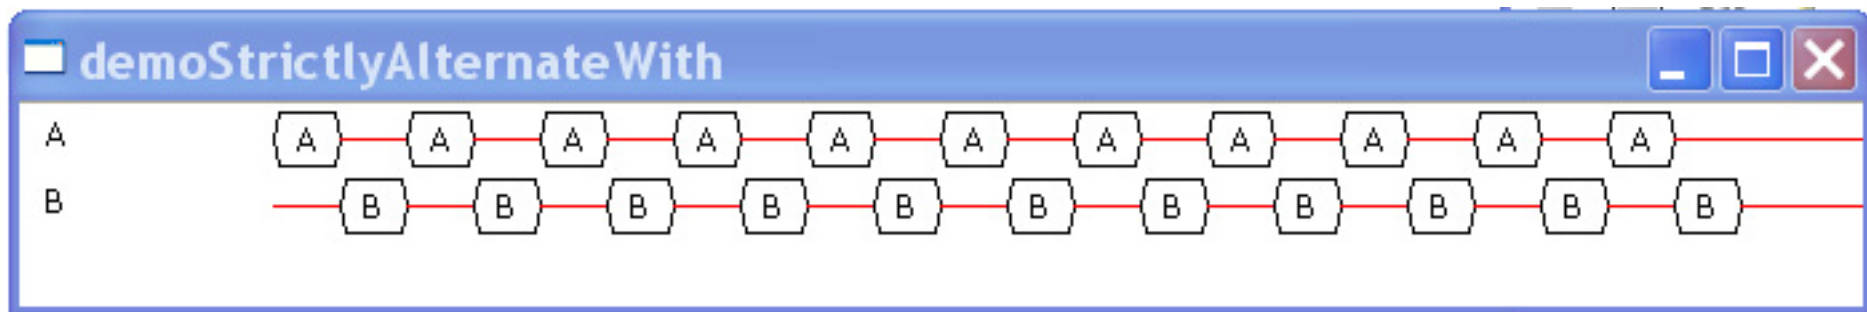 demoStrictlyAlternateWith
A A A A A A A A A A A A
B B B B B B B B B B B B